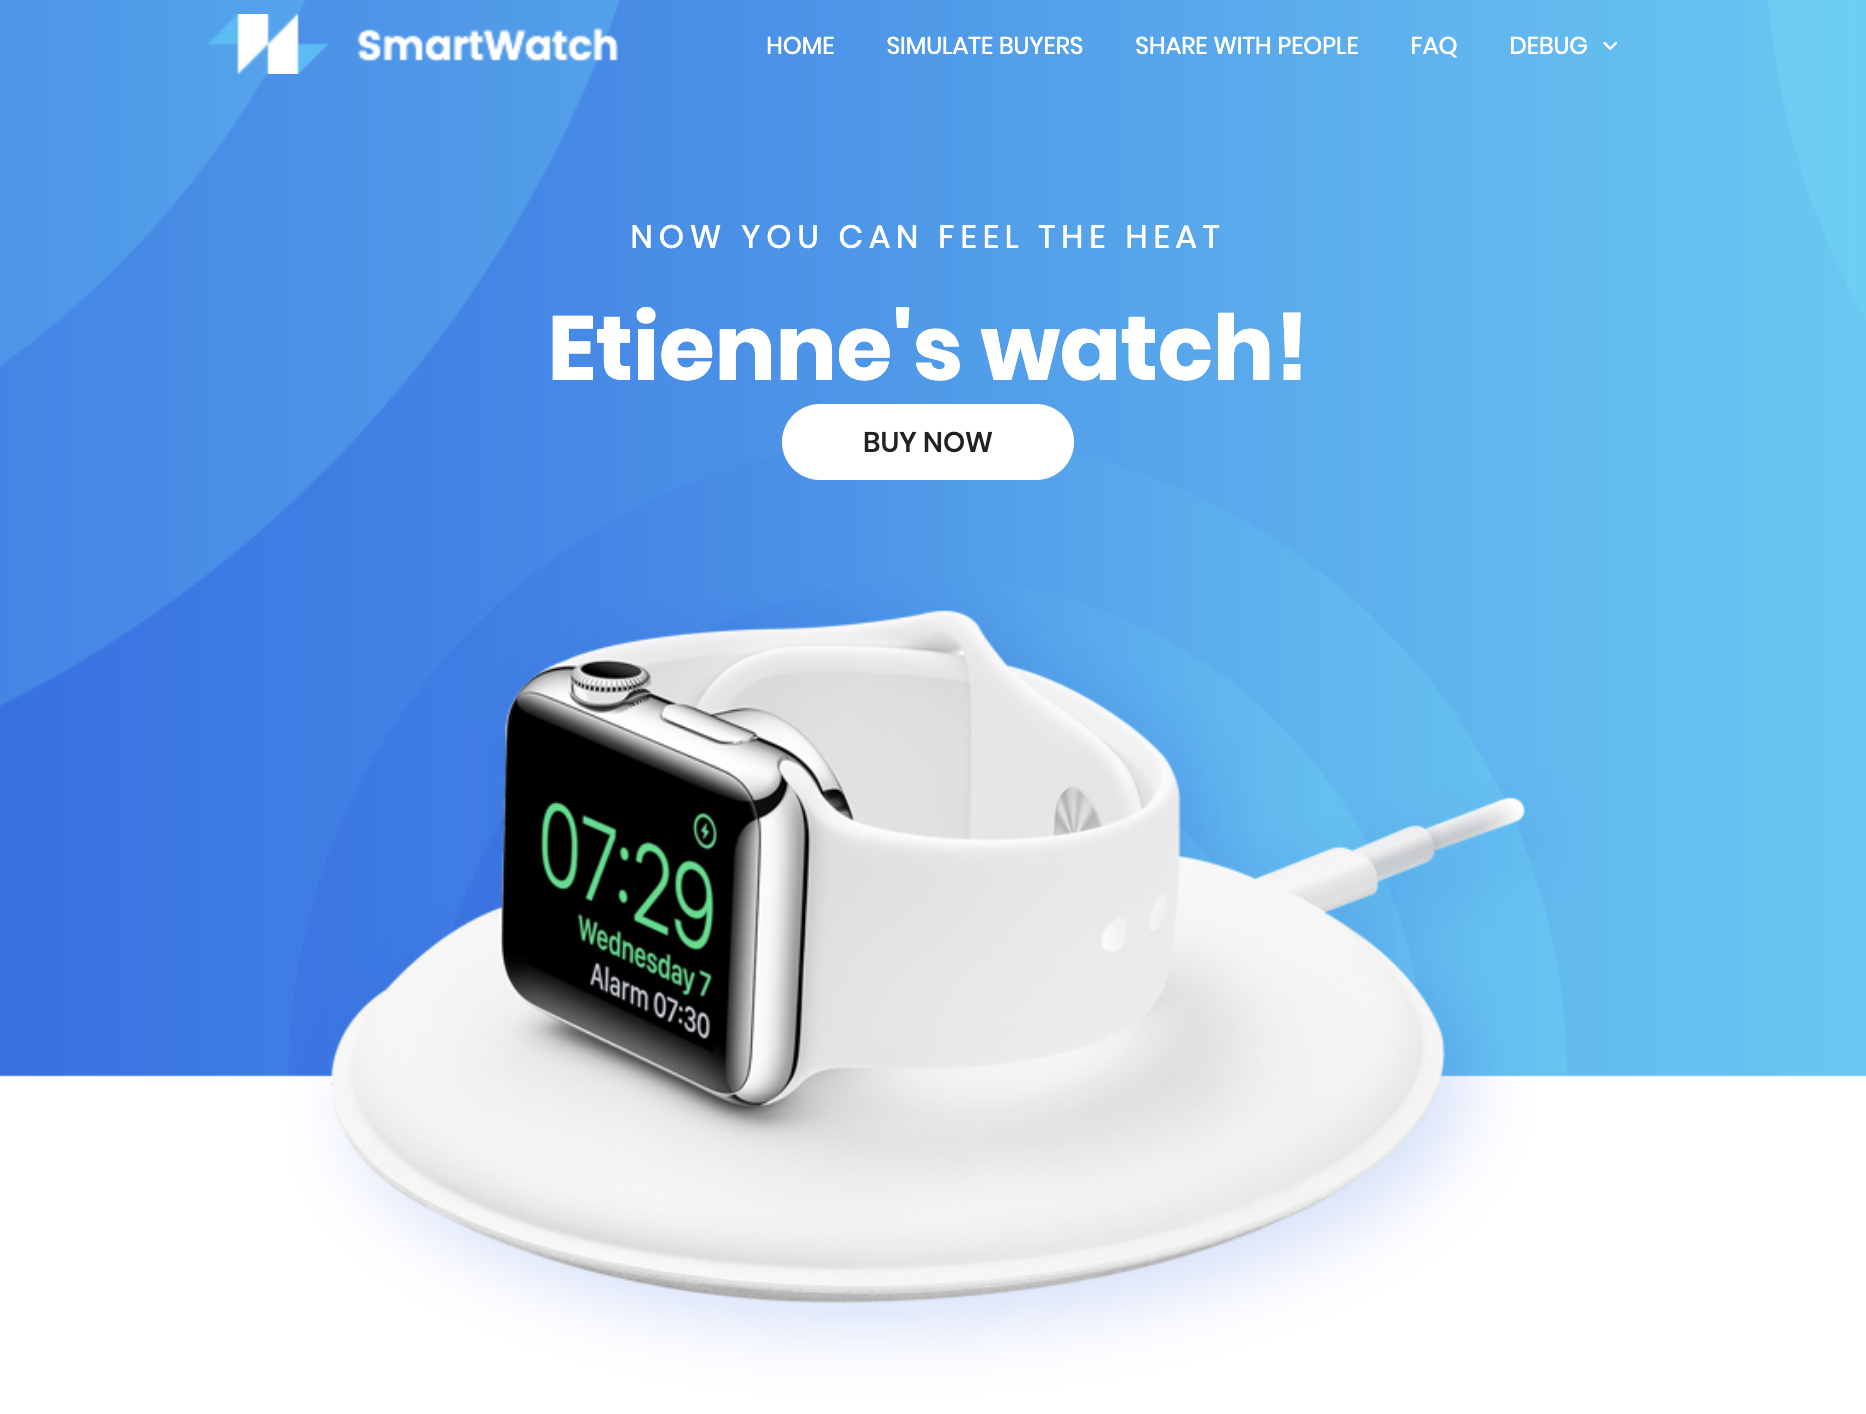 SmartWatch
HOME SIMULATE BUYERS SHARE WITH PEOPLE FAQ DEBUG
NOW YOU CAN FEEL THE HEAT
Etienne's watch!
BUY NOW
07:29
Wednesday 7
Alarm 07:30